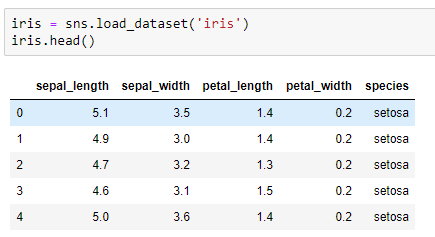 iris = sns.load_dataset('iris')
iris.head()
sepal_length sepal_width petal_length petal_width species
0 5.1 3.5 1.4 0.2 setosa
1 4.9 3.0 1.4 0.2 setosa
2 4.7 3.2 1.3 0.2 setosa
3 4.6 3.1 1.5 0.2 setosa
4 5.0 3.6 1.4 0.2 setosa